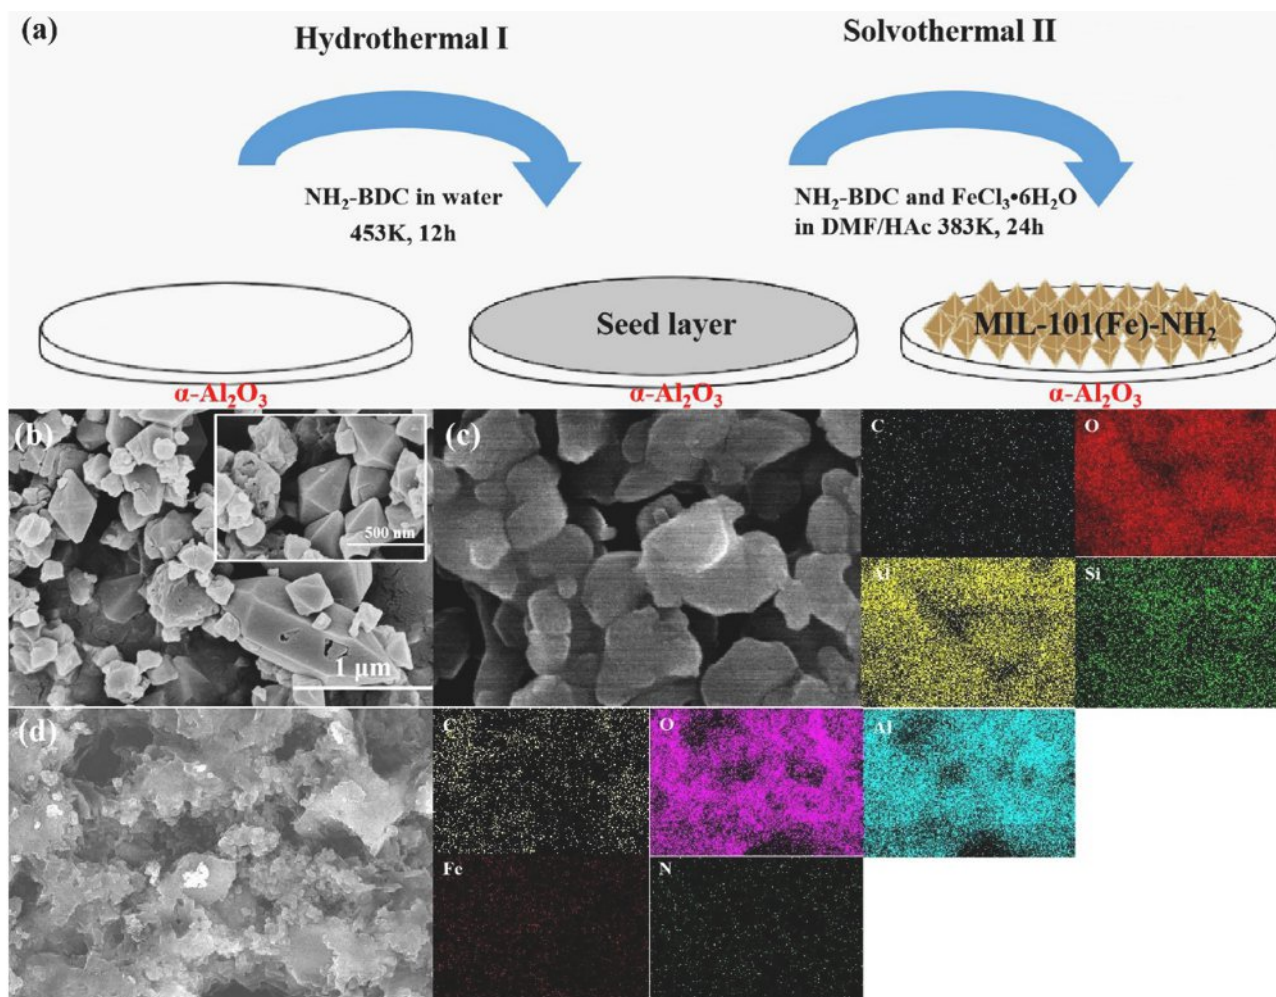 (a)
Hydrothermal I
Solvothermal II
NH₂-BDC in water
453K, 12h
NH₂-BDC and FeCl₃•6H₂O
in DMF/HAc 383K, 24h
Seed layer
MIL-101(Fe)-NH₂
α-Al₂O₃
α-Al₂O₃
α-Al₂O₃
(b)
500 nm
1 μm
(c)
C
O
Al
Si
(d)
C
O
Al
Fe
N